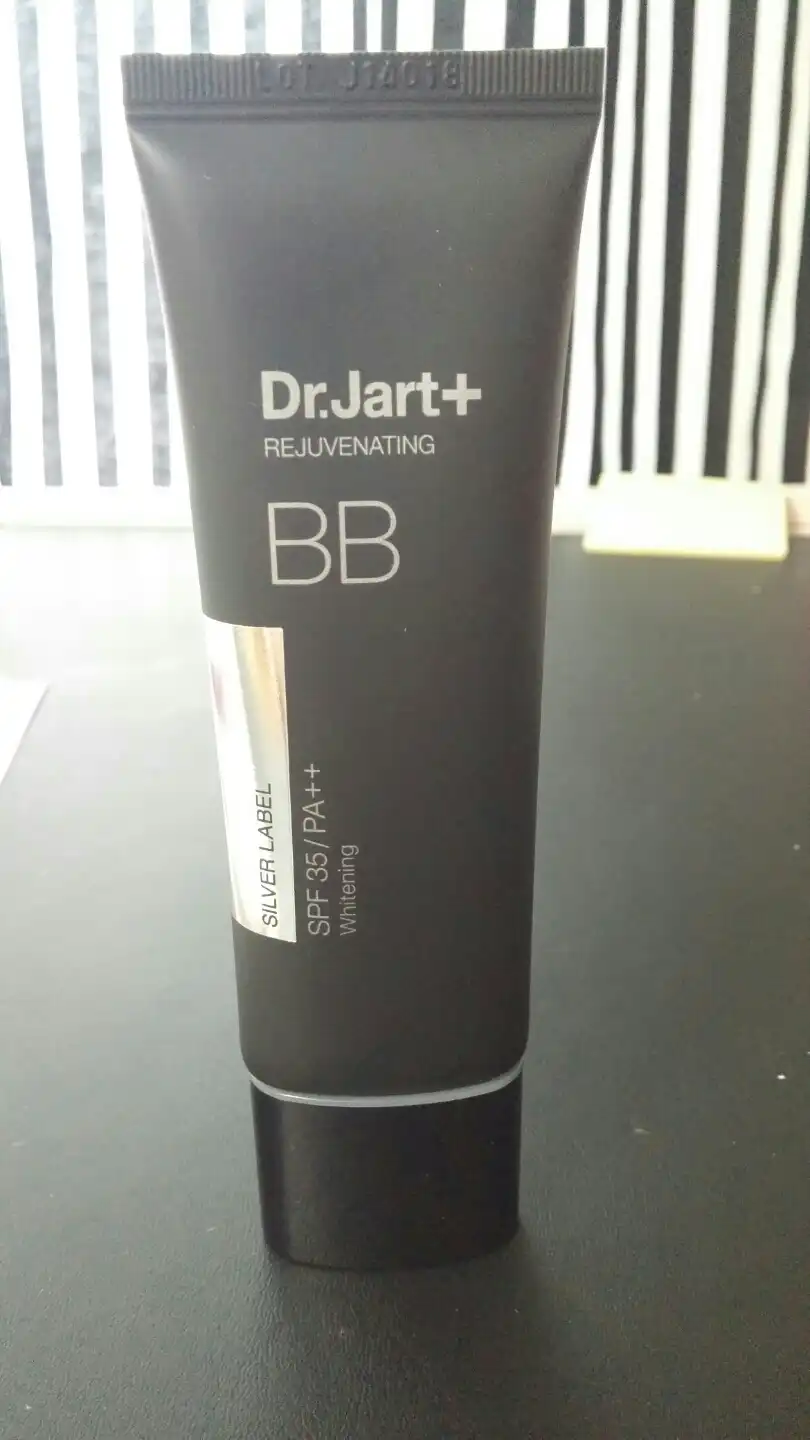 LOT J14018
Dr.Jart+
REJUVENATING
BB
SILVER LABEL
SPF 35 / PA++
Whitening